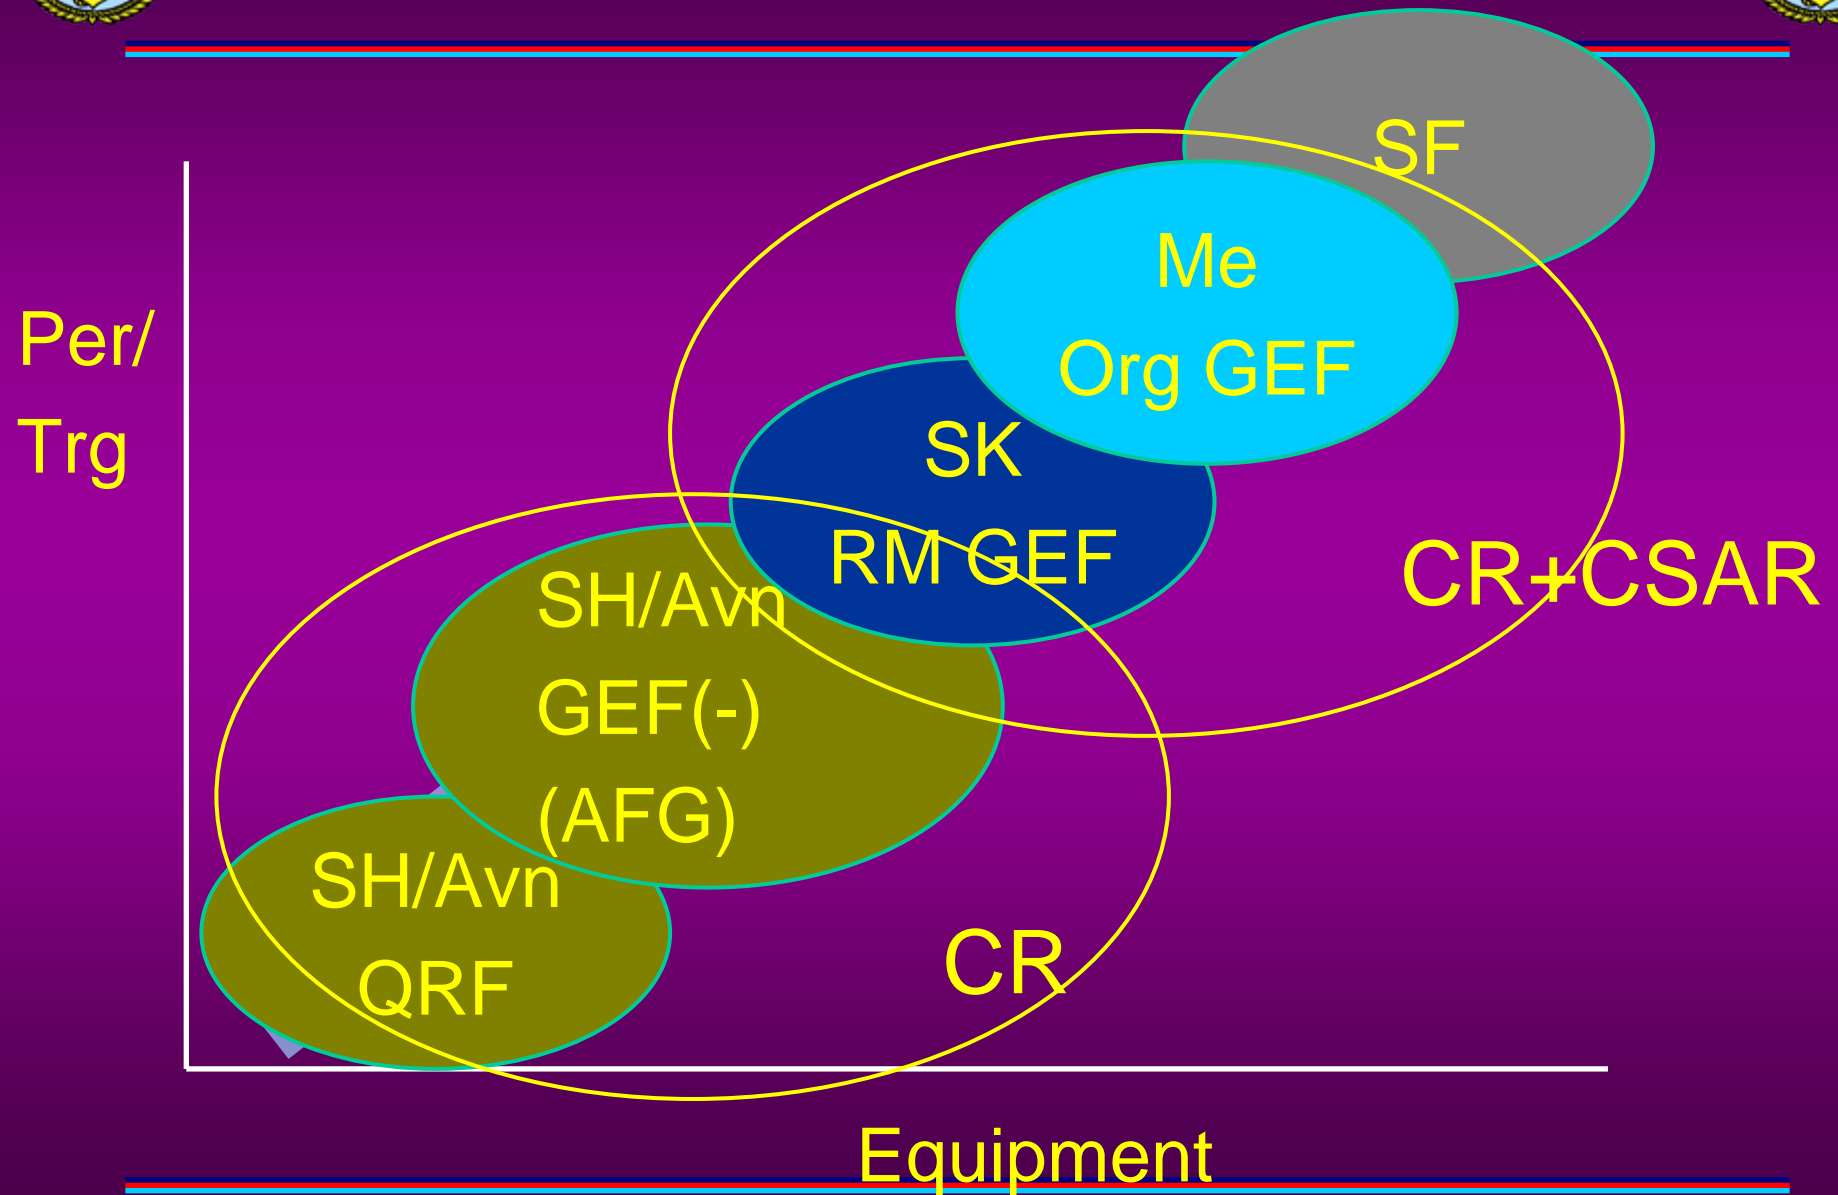 SF
Me
Org GEF
Per/
Trg
SK
RM GEF
CR+CSAR
SH/Avn
GEF(-)
(AFG)
SH/Avn
QRF
CR
Equipment